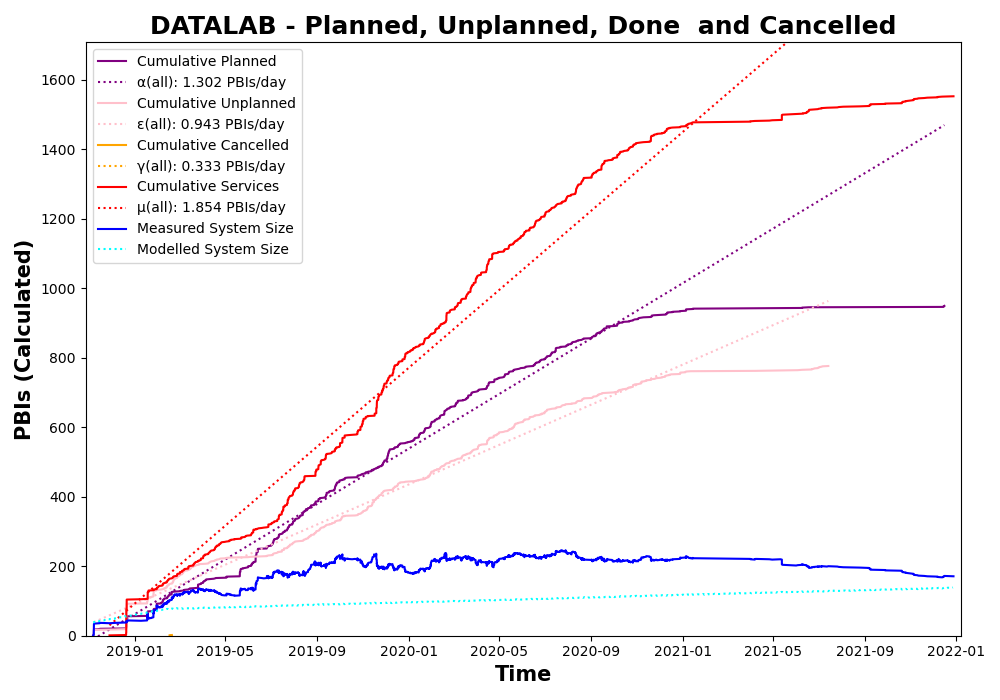 DATALAB - Planned, Unplanned, Done  and Cancelled
Cumulative Planned
α(all): 1.302 PBIs/day
Cumulative Unplanned
ε(all): 0.943 PBIs/day
Cumulative Cancelled
γ(all): 0.333 PBIs/day
Cumulative Services
μ(all): 1.854 PBIs/day
Measured System Size
Modelled System Size
PBIs (Calculated)
1600
1400
1200
1000
800
600
400
200
0
2019-01 2019-05 2019-09 2020-01 2020-05 2020-09 2021-01 2021-05 2021-09 2022-01
Time